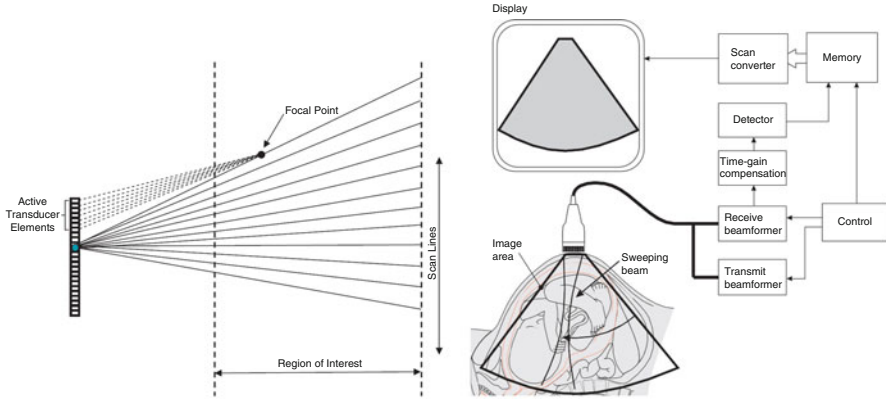 Focal Point
Active
Transducer
Elements
Scan Lines
Region of Interest
Display
Scan
converter
Memory
Detector
Time-gain
compensation
Receive
beamformer
Control
Transmit
beamformer
Image
area
Sweeping
beam